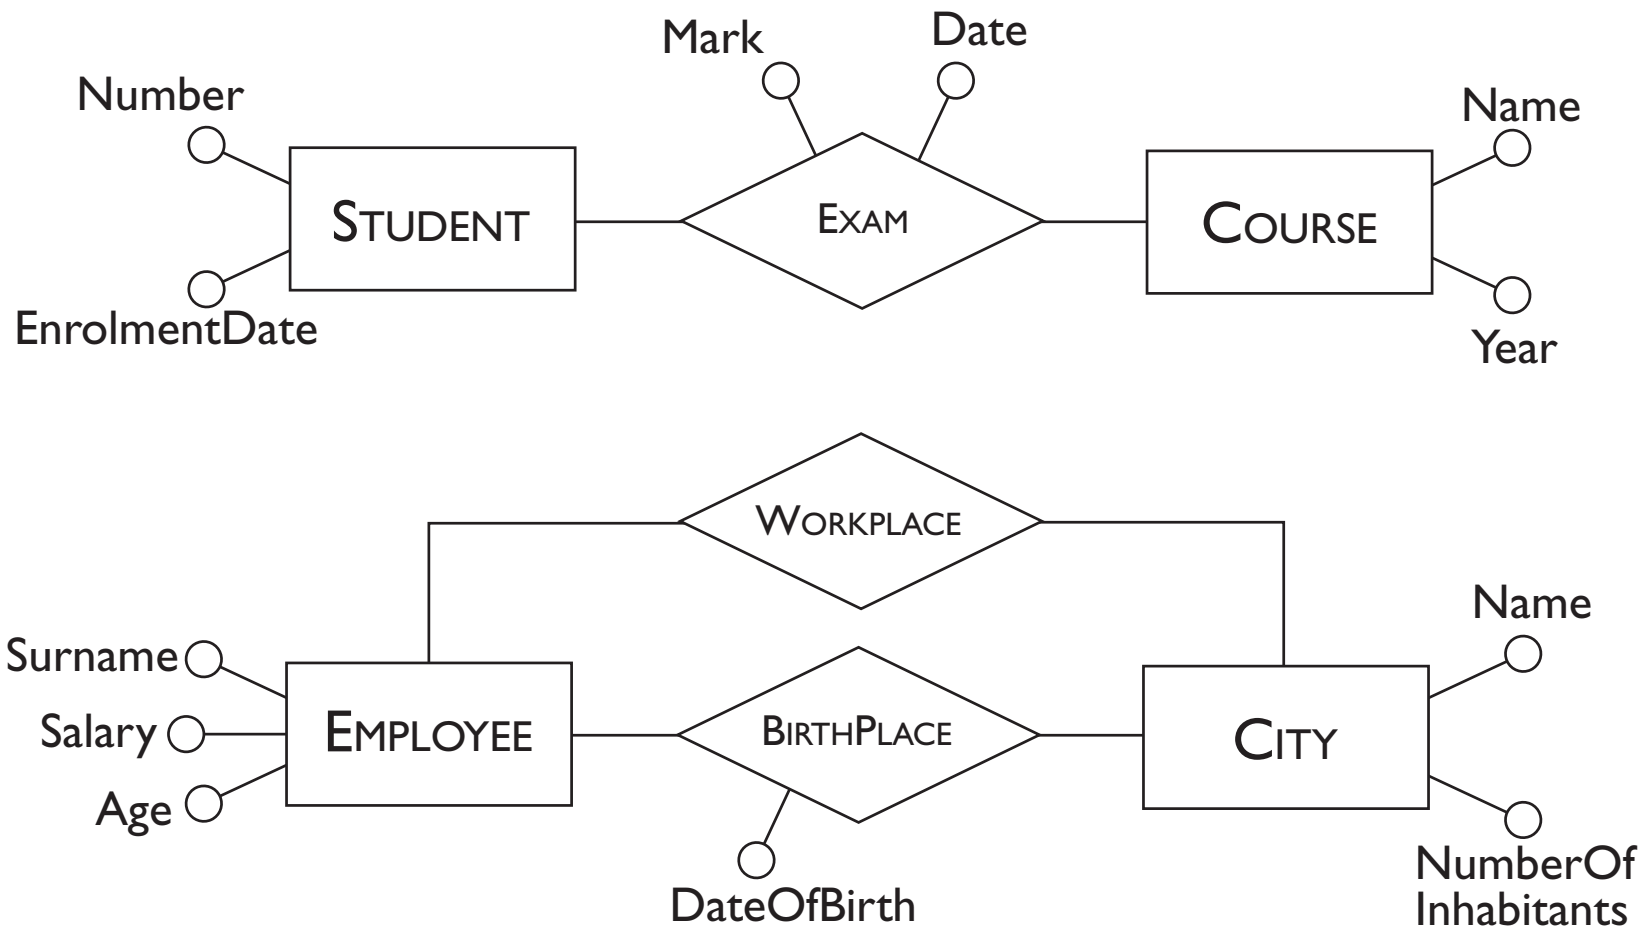 Mark
Date
Number
Name
STUDENT
EXAM
COURSE
EnrolmentDate
Year
WORKPLACE
Name
Surname
Salary
EMPLOYEE
BIRTHPLACE
CITY
Age
DateOfBirth
NumberOf
Inhabitants